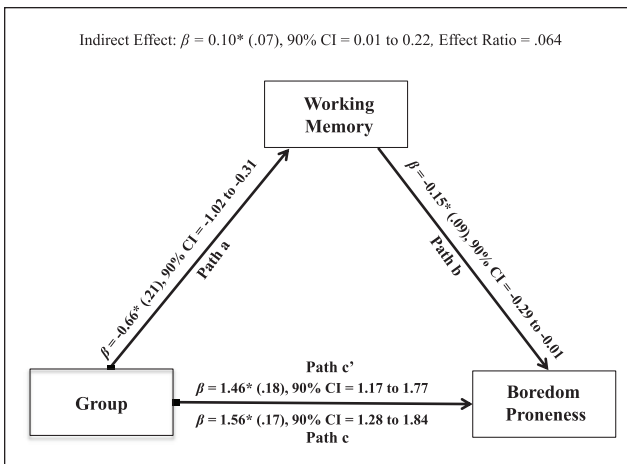 Indirect Effect: β = 0.10* (.07), 90% CI = 0.01 to 0.22, Effect Ratio = .064
Working
Memory
β = -0.66* (.21), 90% CI = -1.02 to -0.31
Path a
β = -0.15* (.09), 90% CI = -0.29 to -0.01
Path b
Group
Path c’
β = 1.46* (.18), 90% CI = 1.17 to 1.77
β = 1.56* (.17), 90% CI = 1.28 to 1.84
Path c
Boredom
Proneness